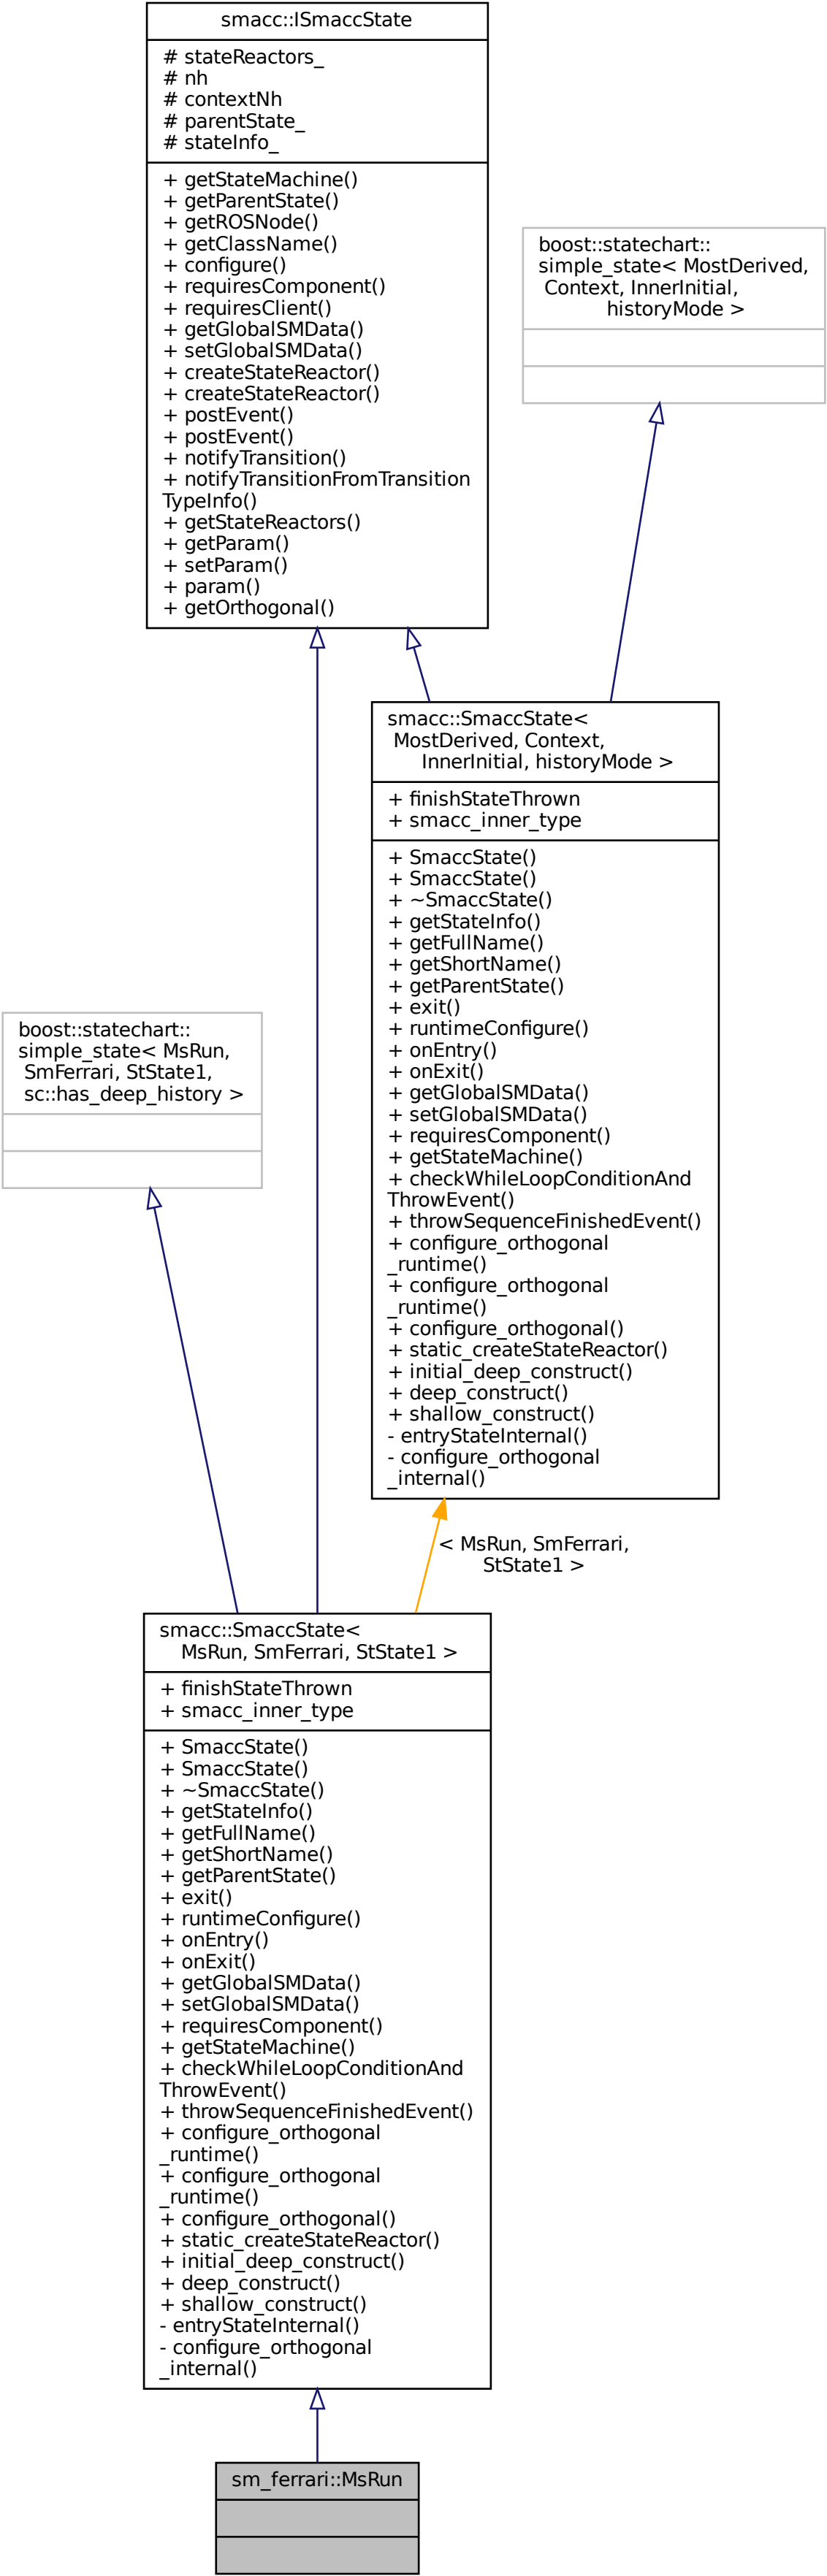 smacc::ISmaccState
# stateReactors_
# nh
# contextNh
# parentState_
# stateInfo_
+ getStateMachine()
+ getParentState()
+ getROSNode()
+ getClassName()
+ configure()
+ requiresComponent()
+ requiresClient()
+ getGlobalSMData()
+ setGlobalSMData()
+ createStateReactor()
+ createStateReactor()
+ postEvent()
+ postEvent()
+ notifyTransition()
+ notifyTransitionFromTransition
TypeInfo()
+ getStateReactors()
+ getParam()
+ setParam()
+ param()
+ getOrthogonal()
boost::statechart::
simple_state< MostDerived,
Context, InnerInitial,
historyMode >
smacc::SmaccState<
MostDerived, Context,
InnerInitial, historyMode >
+ finishStateThrown
+ smacc_inner_type
+ SmaccState()
+ SmaccState()
+ ~SmaccState()
+ getStateInfo()
+ getFullName()
+ getShortName()
+ getParentState()
+ exit()
+ runtimeConfigure()
+ onEntry()
+ onExit()
+ getGlobalSMData()
+ setGlobalSMData()
+ requiresComponent()
+ getStateMachine()
+ checkWhileLoopConditionAnd
ThrowEvent()
+ throwSequenceFinishedEvent()
+ configure_orthogonal
_runtime()
+ configure_orthogonal
_runtime()
+ configure_orthogonal()
+ static_createStateReactor()
+ initial_deep_construct()
+ deep_construct()
+ shallow_construct()
- entryStateInternal()
- configure_orthogonal
_internal()
boost::statechart::
simple_state< MsRun,
SmFerrari, StState1,
sc::has_deep_history >
< MsRun, SmFerrari,
StState1 >
smacc::SmaccState<
MsRun, SmFerrari, StState1 >
+ finishStateThrown
+ smacc_inner_type
+ SmaccState()
+ SmaccState()
+ ~SmaccState()
+ getStateInfo()
+ getFullName()
+ getShortName()
+ getParentState()
+ exit()
+ runtimeConfigure()
+ onEntry()
+ onExit()
+ getGlobalSMData()
+ setGlobalSMData()
+ requiresComponent()
+ getStateMachine()
+ checkWhileLoopConditionAnd
ThrowEvent()
+ throwSequenceFinishedEvent()
+ configure_orthogonal
_runtime()
+ configure_orthogonal
_runtime()
+ configure_orthogonal()
+ static_createStateReactor()
+ initial_deep_construct()
+ deep_construct()
+ shallow_construct()
- entryStateInternal()
- configure_orthogonal
_internal()
sm_ferrari::MsRun